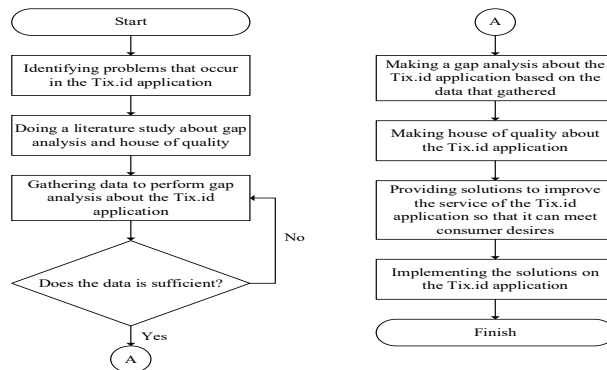 Start
Identifying problems that occur
in the Tix.id application
Doing a literature study about gap
analysis and house of quality
Gathering data to perform gap
analysis about the Tix.id
application
No
Does the data is sufficient?
Yes
A
A
Making a gap analysis about the
Tix.id application based on the
data that gathered
Making house of quality about
the Tix.id application
Providing solutions to improve
the service of the Tix.id
application so that it can meet
consumer desires
Implementing the solutions on
the Tix.id application
Finish